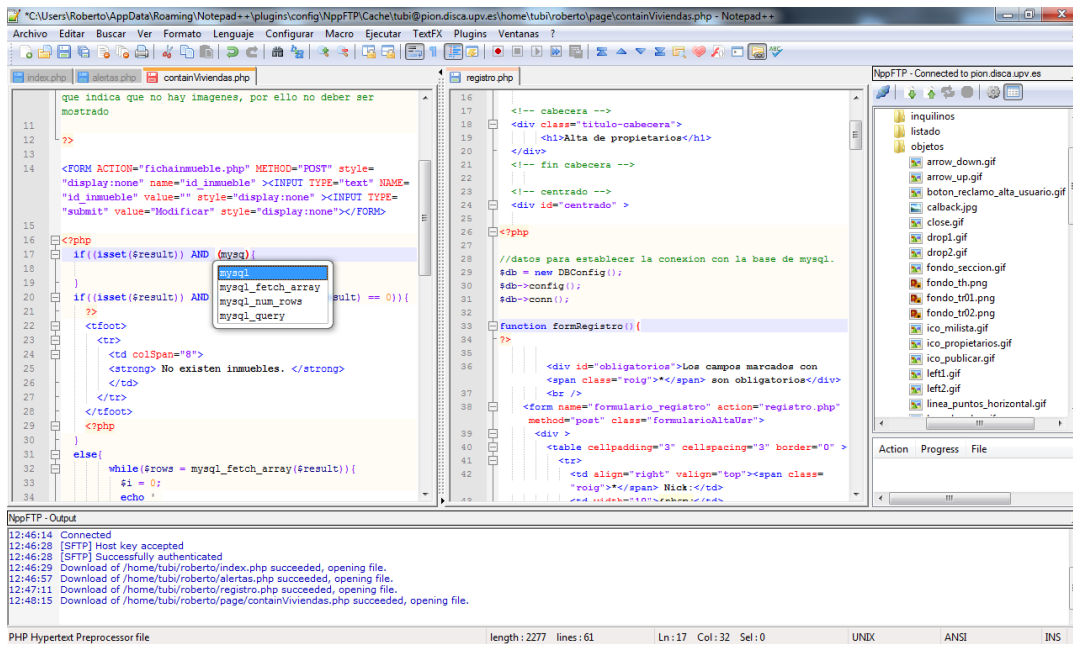 *C:\Users\Roberto\AppData\Roaming\Notepad++\plugins\config\NppFTP\Cache\tubi@pion.disca.upv.es\home\tubi\roberto\page\containViviendas.php - Notepad++
Archivo Editar Buscar Ver Formato Lenguaje Configurar Macro Ejecutar TextFX Plugins Ventanas ?
index.php alertas.php containViviendas.php
que indica que no hay imagenes, por ello no deber ser
mostrado
11
12 ?>
13
14 <FORM ACTION="fichainmueble.php" METHOD="POST" style=
"display:none" name="id_inmueble" ><INPUT TYPE="text" NAME=
"id_inmueble" value="" style="display:none" ><INPUT TYPE=
"submit" value="Modificar" style="display:none"></FORM>
15
16 <?php
17 if((isset($result)) AND (mysq){
18
19 }
20 if((isset($result)) AND sult) == 0)){
21 ?>
22 <tfoot>
23 <tr>
24 <td colSpan="8">
25 <strong> No existen inmuebles. </strong>
26 </td>
27 </tr>
28 </tfoot>
29 <?php
30 }
31 else{
32 while($rows = mysql_fetch_array($result)){
33 $i = 0;
34 echo '
mysql
mysql_fetch_array
mysql_num_rows
mysql_query
registro.php
16
17 <!-- cabecera -->
18 <div class="titulo-cabecera">
19 <h1>Alta de propietarios</h1>
20 </div>
21 <!-- fin cabecera -->
22
23 <!-- centrado -->
24 <div id="centrado" >
25
26 <?php
27
28 //datos para establecer la conexion con la base de mysql.
29 $db = new DBConfig();
30 $db->config();
31 $db->conn();
32
33 function formRegistro(){
34 ?>
35
36 <div id="obligatorios">Los campos marcados con
<span class="roig">*</span> son obligatorios</div>
37 <br />
38 <form name="formulario_registro" action="registro.php"
method="post" class="formularioAltaUsr">
39 <div >
40 <table cellpadding="3" cellspacing="3" border="0" >
41 <tr>
42 <td align="right" valign="top"><span class=
"roig">*</span> Nick:</td>
NppFTP - Connected to pion.disca.upv.es
inquilinos
listado
objetos
arrow_down.gif
arrow_up.gif
boton_reclamo_alta_usuario.gif
calback.jpg
close.gif
drop1.gif
drop2.gif
fondo_seccion.gif
fondo_th.png
fondo_tr01.png
fondo_tr02.png
ico_milista.gif
ico_propietarios.gif
ico_publicar.gif
left1.gif
left2.gif
linea_puntos_horizontal.gif
Action Progress File
NppFTP - Output
12:46:14 Connected
12:46:28 [SFTP] Host key accepted
12:46:28 [SFTP] Successfully authenticated
12:46:29 Download of /home/tubi/roberto/index.php succeeded, opening file.
12:46:57 Download of /home/tubi/roberto/alertas.php succeeded, opening file.
12:47:11 Download of /home/tubi/roberto/registro.php succeeded, opening file.
12:48:15 Download of /home/tubi/roberto/page/containViviendas.php succeeded, opening file.
PHP Hypertext Preprocessor file length : 2277 lines : 61 Ln : 17 Col : 32 Sel : 0 UNIX ANSI INS